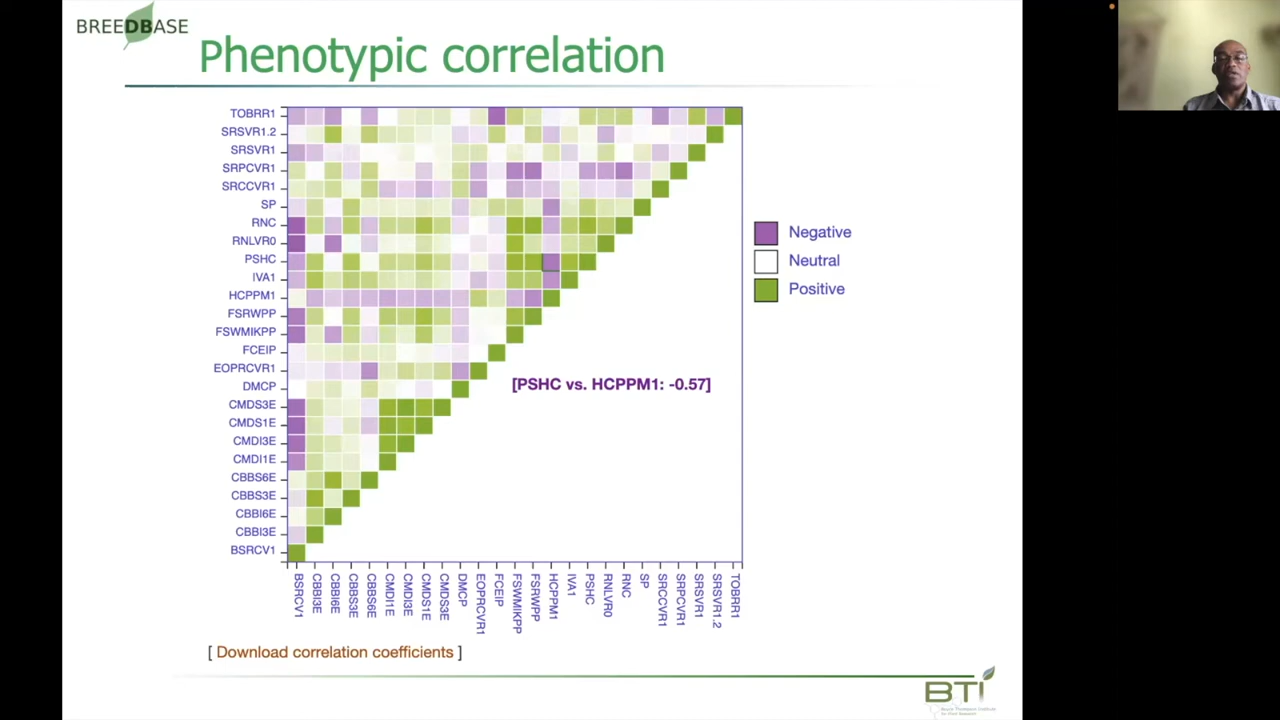 BREEDBASE
Phenotypic correlation
TOBRR1
SRSVR1.2
SRSVR1
SRPCVR1
SRCCVR1
SP
RNC
RNLVR0
PSHC
IVA1
HCPPM1
FSRWPP
FSWMIKPP
FCEIP
EOPRCVR1
DMCP
CMDS3E
CMDS1E
CMDI3E
CMDI1E
CBBS6E
CBBS3E
CBBI6E
CBBI3E
BSRCV1
Negative
Neutral
Positive
[PSHC vs. HCPPM1: -0.57]
BSRCV1
CBBI3E
CBBI6E
CBBS3E
CBBS6E
CMDI1E
CMDI3E
CMDS1E
CMDS3E
DMCP
EOPRCVR1
FCEIP
FSWMIKPP
FSRWPP
HCPPM1
IVA1
PSHC
RNLVR0
RNC
SP
SRCCVR1
SRPCVR1
SRSVR1
SRSVR1.2
TOBRR1
[ Download correlation coefficients ]
BTI